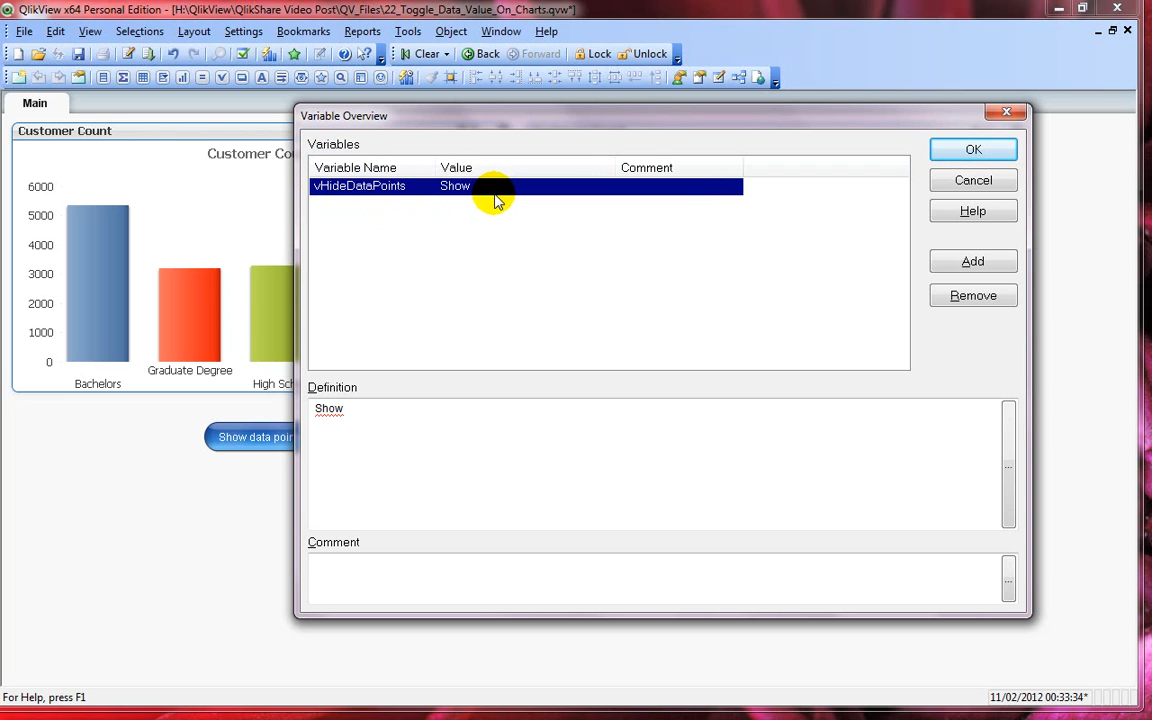 QlikView x64 Personal Edition - [H:\QlikView\QlikShare Video Post\QV_Files\22_Toggle_Data_Value_On_Charts.qvw*]
File Edit View Selections Layout Settings Bookmarks Reports Tools Object Window Help
Clear Back Forward Lock Unlock
Main
Customer Count
Customer Co
6000
5000
4000
3000
2000
1000
0
Bachelors
Graduate Degree
High Sch
Show data poin
Variable Overview
Variables
Variable Name Value Comment
vHideDataPoints Show
OK
Cancel
Help
Add
Remove
Definition
Show
...
Comment
...
For Help, press F1
11/02/2012 00:33:34*